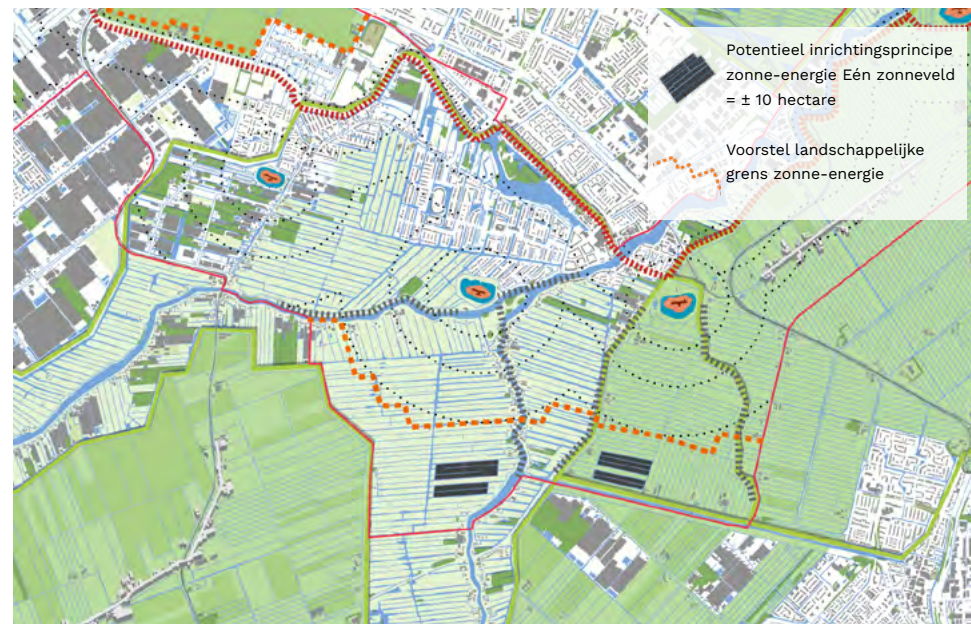 Potentieel inrichtingsprincipe
zonne-energie Eén zonneveld
= ± 10 hectare
Voorstel landschappelijke
grens zonne-energie